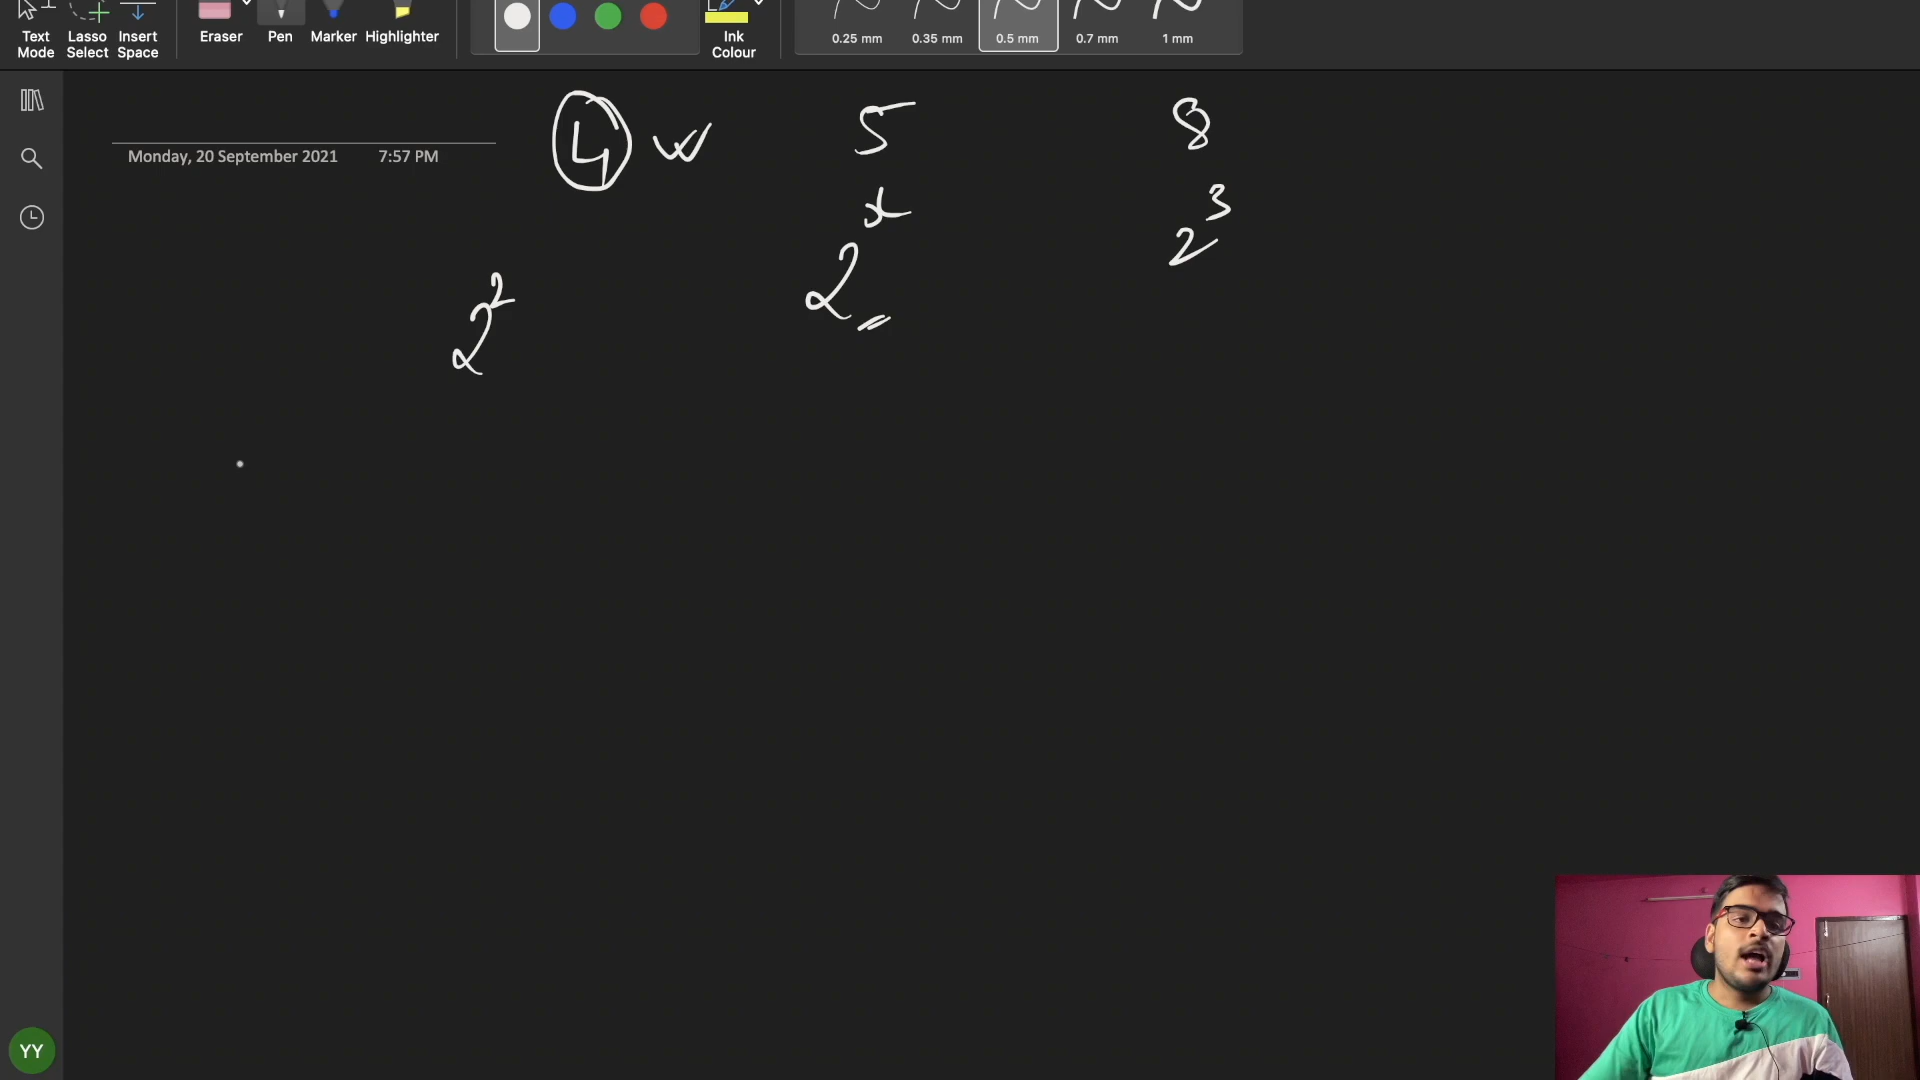 Text Mode
Lasso Select
Insert Space
Eraser
Pen
Marker
Highlighter
Ink Colour
0.25 mm
0.35 mm
0.5 mm
0.7 mm
1 mm
Monday, 20 September 2021 7:57 PM
4 w 5 8
2^2 2^x 2^3
YY